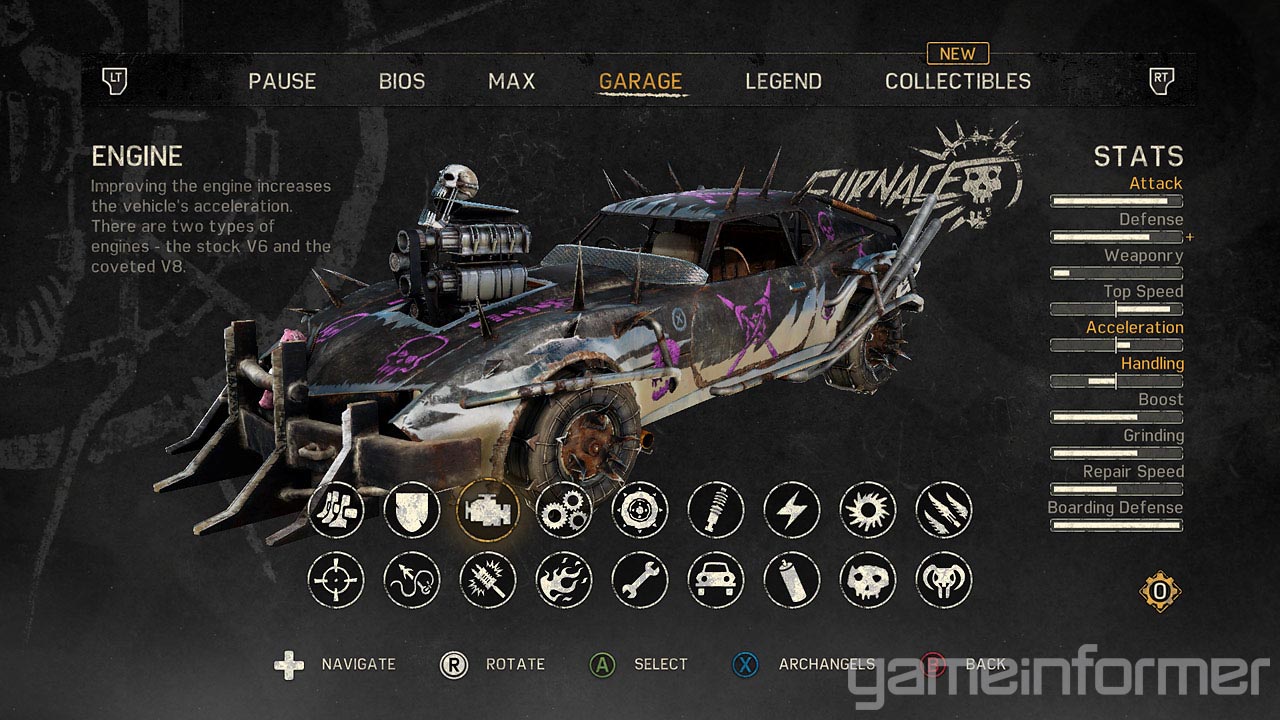 NEW
LT PAUSE BIOS MAX GARAGE LEGEND COLLECTIBLES RT
ENGINE
Improving the engine increases
the vehicle's acceleration.
There are two types of
engines - the stock V6 and the
coveted V8.
FURNACE
STATS
Attack
Defense
+
Weaponry
Top Speed
Acceleration
Handling
Boost
Grinding
Repair Speed
Boarding Defense
0
NAVIGATE R ROTATE A SELECT X ARCHANGELS B BACK
gameinformer